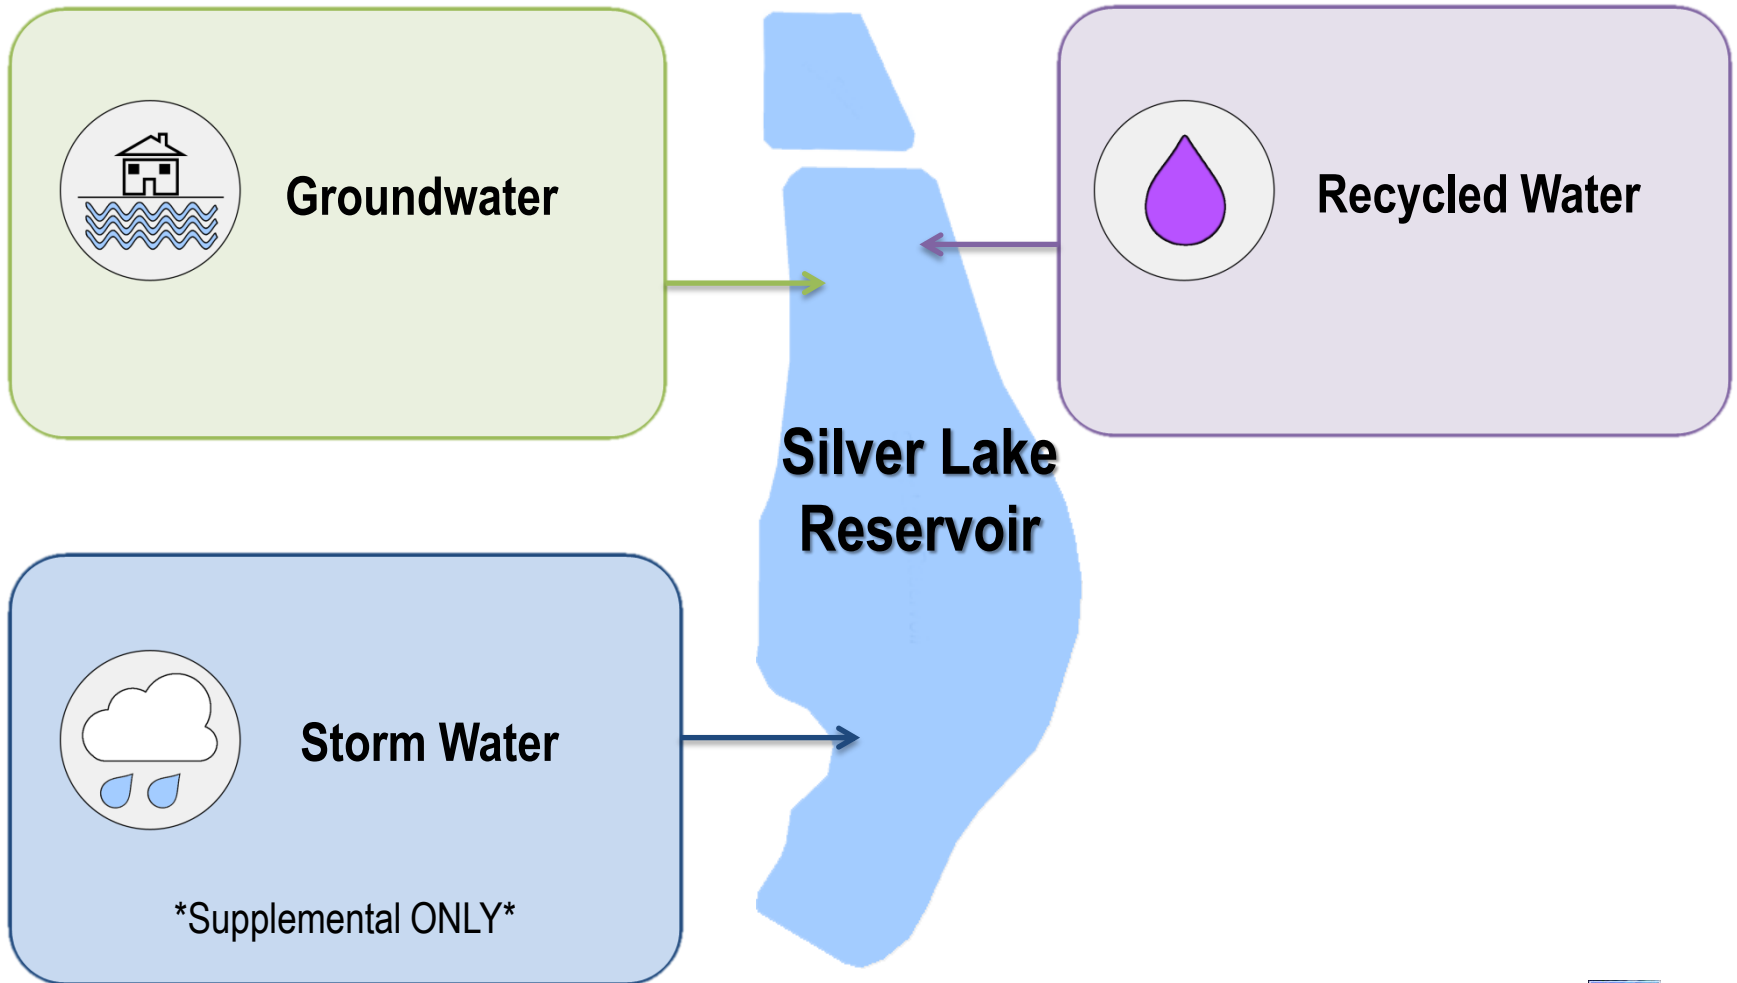 Groundwater
Recycled Water
Silver Lake
Reservoir
Storm Water
*Supplemental ONLY*